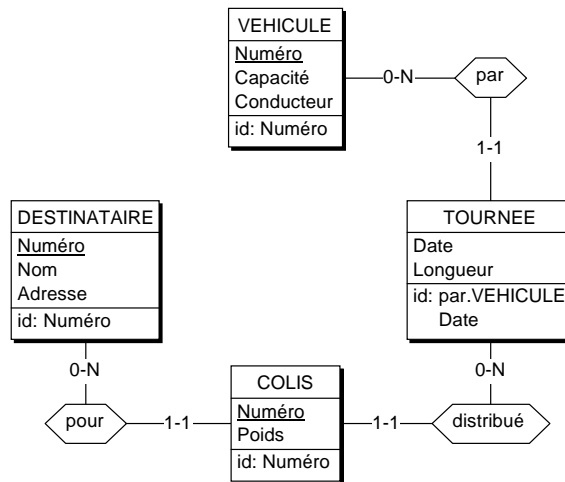 VEHICULE
Numéro
Capacité
Conducteur
id: Numéro
0-N
par
1-1
DESTINATAIRE
Numéro
Nom
Adresse
id: Numéro
TOURNEE
Date
Longueur
id: par.VEHICULE
Date
0-N
0-N
COLIS
Numéro
Poids
id: Numéro
pour
1-1
1-1
distribué